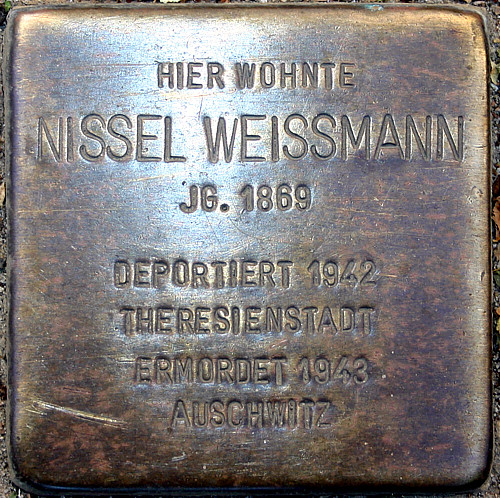 HIER WOHNTE
NISSEL WEISSMANN
JG. 1869
DEPORTIERT 1942
THERESIENSTADT
ERMORDET 1943
AUSCHWITZ